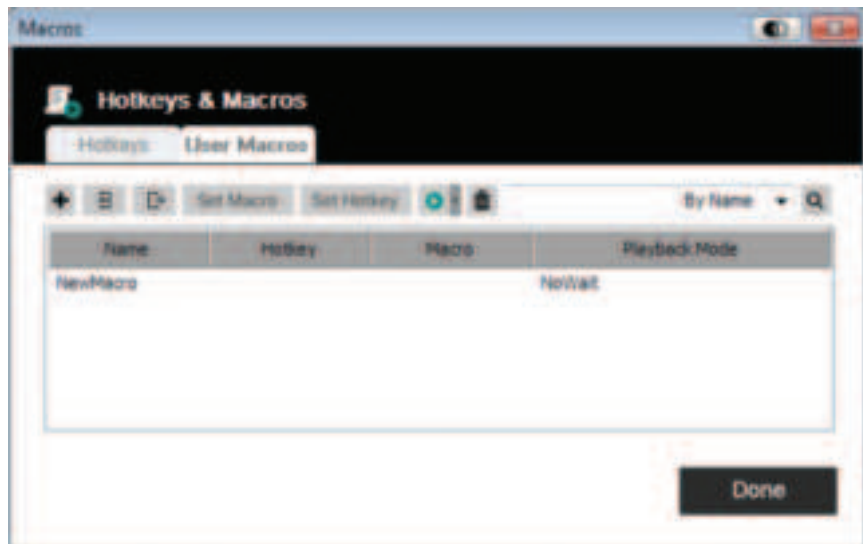 Macros
Hotkeys & Macros
Hotkeys User Macros
Set Macro Set Hotkey By Name
Name Hotkey Macro Playback Mode
NewMacro NoWait
Done